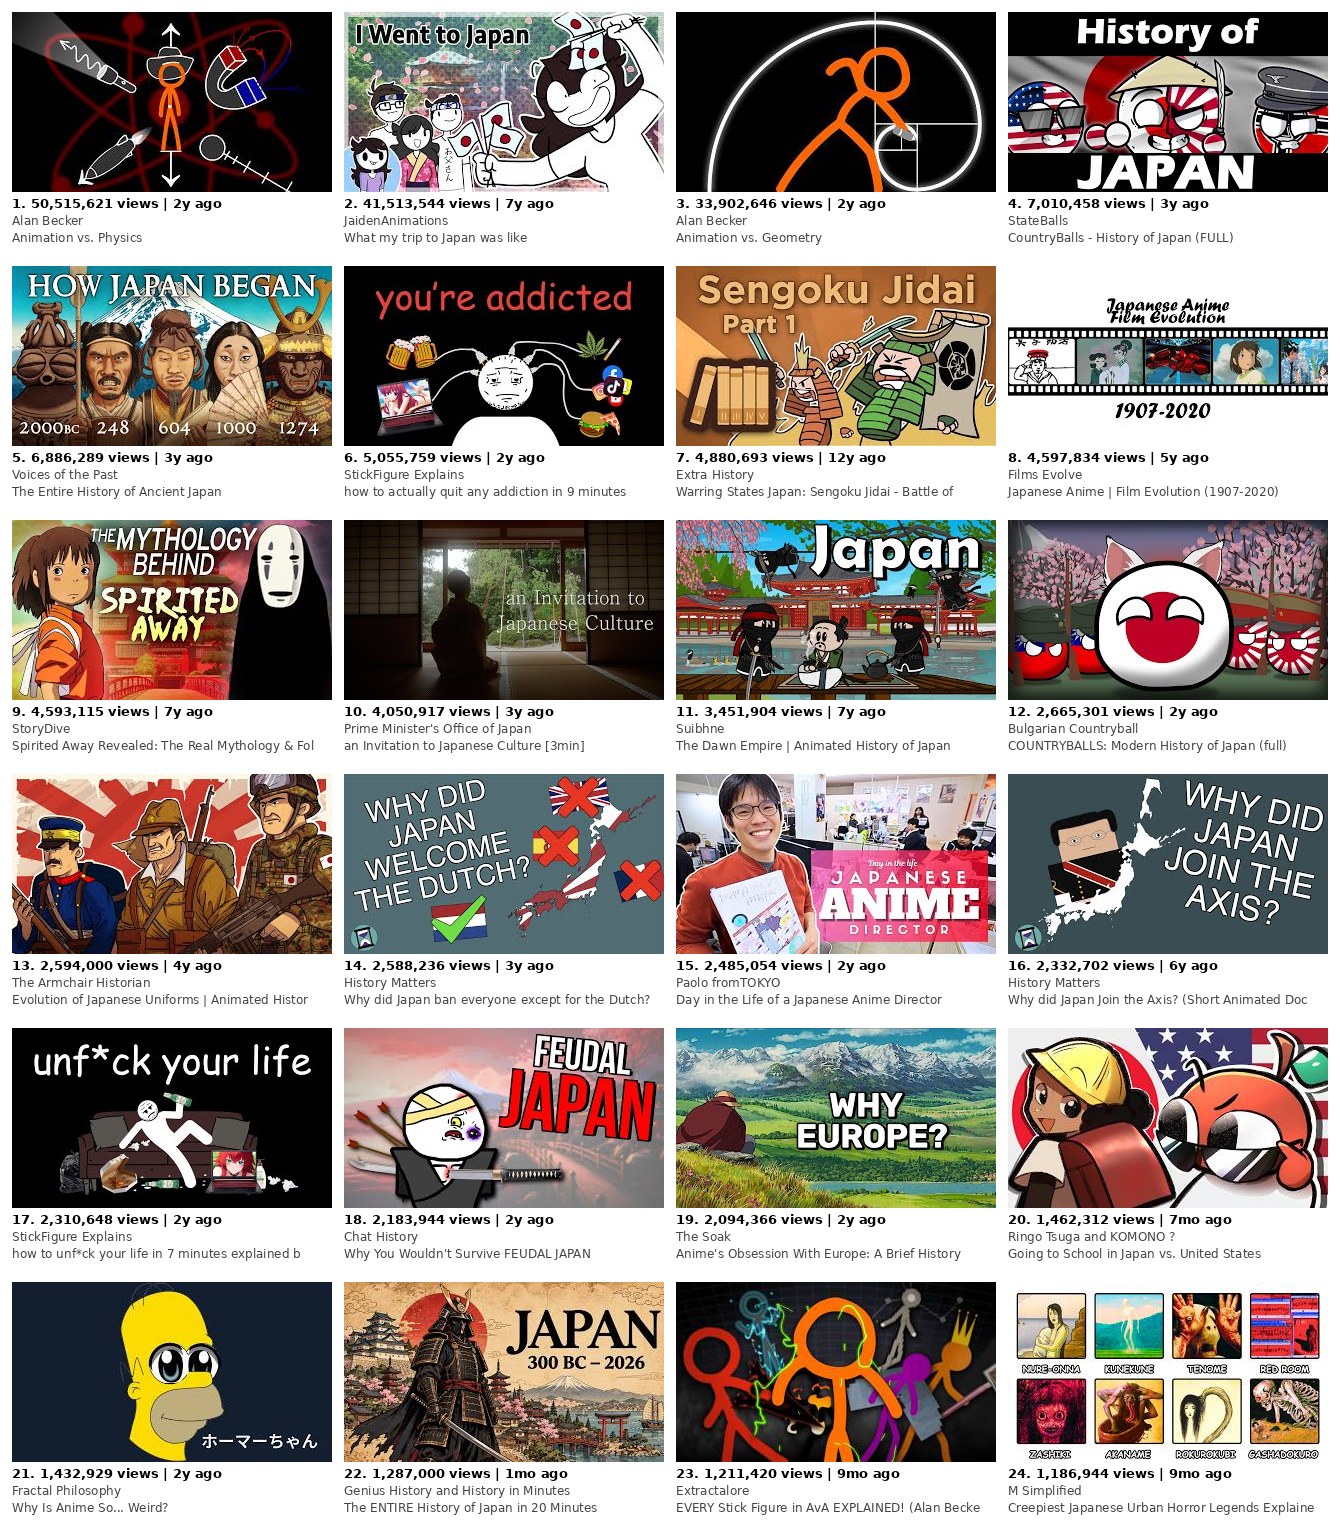 1. 50,515,621 views | 2y ago
Alan Becker
Animation vs. Physics
I Went to Japan
お父さん
2. 41,513,544 views | 7y ago
JaidenAnimations
What my trip to Japan was like
3. 33,902,646 views | 2y ago
Alan Becker
Animation vs. Geometry
History of
JAPAN
4. 7,010,458 views | 3y ago
StateBalls
CountryBalls - History of Japan (FULL)
HOW JAPAN BEGAN
2000BC 248 604 1000 1274
5. 6,886,289 views | 3y ago
Voices of the Past
The Entire History of Ancient Japan
you're addicted
6. 5,055,759 views | 2y ago
StickFigure Explains
how to actually quit any addiction in 9 minutes
Sengoku Jidai
Part 1
7. 4,880,693 views | 12y ago
Extra History
Warring States Japan: Sengoku Jidai - Battle of
Japanese Anime
Film Evolution
1907-2020
8. 4,597,834 views | 5y ago
Films Evolve
Japanese Anime | Film Evolution (1907-2020)
THE MYTHOLOGY
BEHIND
SPIRITED
AWAY
9. 4,593,115 views | 7y ago
StoryDive
Spirited Away Revealed: The Real Mythology & Fol
an Invitation to
Japanese Culture
10. 4,050,917 views | 3y ago
Prime Minister's Office of Japan
an Invitation to Japanese Culture [3min]
Japan
11. 3,451,904 views | 7y ago
Suibhne
The Dawn Empire | Animated History of Japan
12. 2,665,301 views | 2y ago
Bulgarian Countryball
COUNTRYBALLS: Modern History of Japan (full)
13. 2,594,000 views | 4y ago
The Armchair Historian
Evolution of Japanese Uniforms | Animated Histor
WHY DID
JAPAN
WELCOME
THE DUTCH?
14. 2,588,236 views | 3y ago
History Matters
Why did Japan ban everyone except for the Dutch?
Day in the life
JAPANESE
ANIME
DIRECTOR
15. 2,485,054 views | 2y ago
Paolo fromTOKYO
Day in the Life of a Japanese Anime Director
WHY DID
JAPAN
JOIN THE
AXIS?
16. 2,332,702 views | 6y ago
History Matters
Why did Japan Join the Axis? (Short Animated Doc
unf*ck your life
17. 2,310,648 views | 2y ago
StickFigure Explains
how to unf*ck your life in 7 minutes explained b
FEUDAL
JAPAN
18. 2,183,944 views | 2y ago
Chat History
Why You Wouldn't Survive FEUDAL JAPAN
WHY
EUROPE?
19. 2,094,366 views | 2y ago
The Soak
Anime's Obsession With Europe: A Brief History
20. 1,462,312 views | 7mo ago
Ringo Tsuga and KOMONO ?
Going to School in Japan vs. United States
ホーマーちゃん
21. 1,432,929 views | 2y ago
Fractal Philosophy
Why Is Anime So... Weird?
JAPAN
300 BC – 2026
22. 1,287,000 views | 1mo ago
Genius History and History in Minutes
The ENTIRE History of Japan in 20 Minutes
23. 1,211,420 views | 9mo ago
Extractalore
EVERY Stick Figure in AvA EXPLAINED! (Alan Becke
NURE-ONNA KUNEKUNE TENOME RED ROOM
ZASHIKI AKANAME ROKUROKUBI GASHADOKURO
24. 1,186,944 views | 9mo ago
M Simplified
Creepiest Japanese Urban Horror Legends Explaine